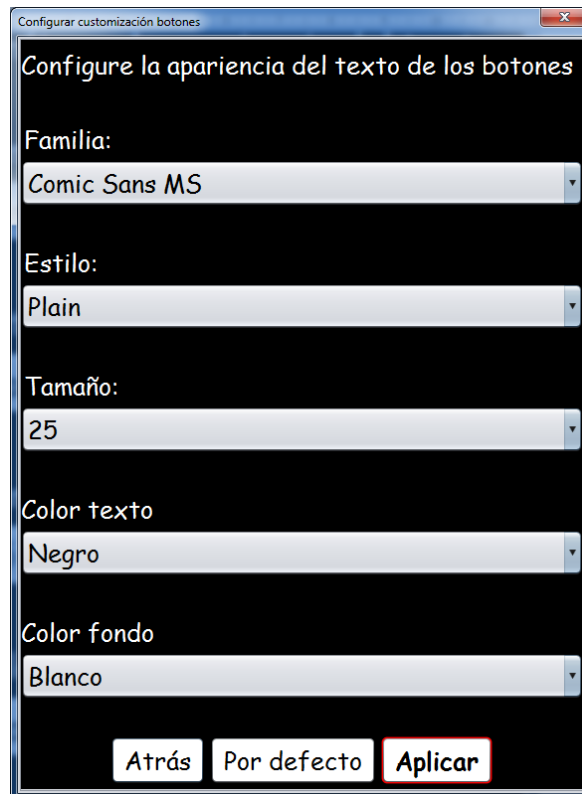 Configurar customización botones
Configure la apariencia del texto de los botones
Familia:
Comic Sans MS
Estilo:
Plain
Tamaño:
25
Color texto
Negro
Color fondo
Blanco
Atrás Por defecto Aplicar